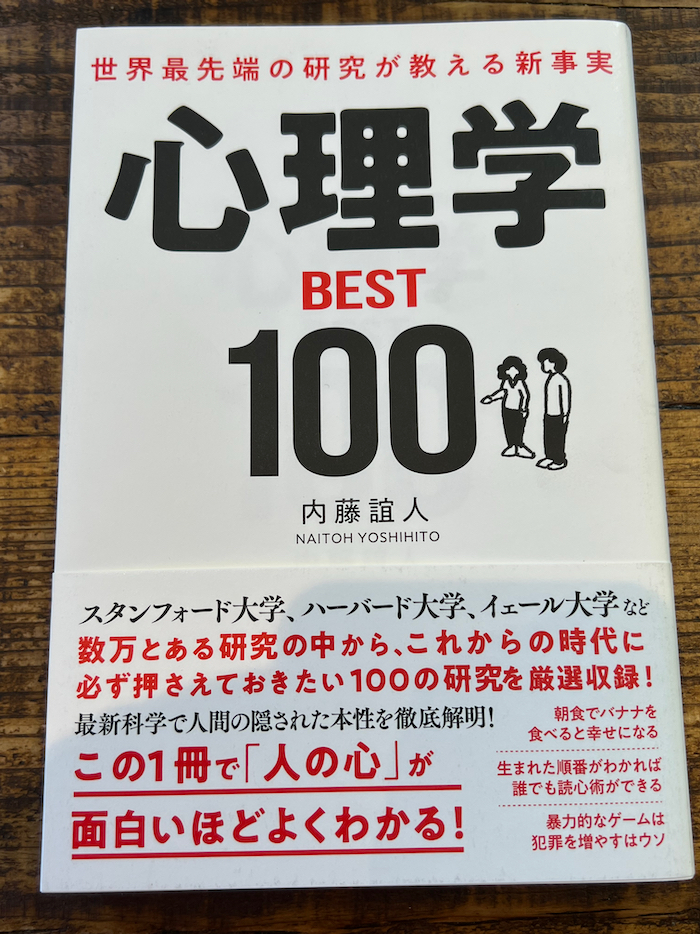 世界最先端の研究が教える新事実
心理学
BEST
100
内藤誼人
NAITOH YOSHIHITO
スタンフォード大学、ハーバード大学、イェール大学など
数万とある研究の中から、これからの時代に
必ず押さえておきたい100の研究を厳選収録！
最新科学で人間の隠された本性を徹底解明！
この1冊で「人の心」が
面白いほどよくわかる！
朝食でバナナを
食べると幸せになる
生まれた順番がわかれば
誰でも読心術ができる
暴力的なゲームは
犯罪を増やすはウソ